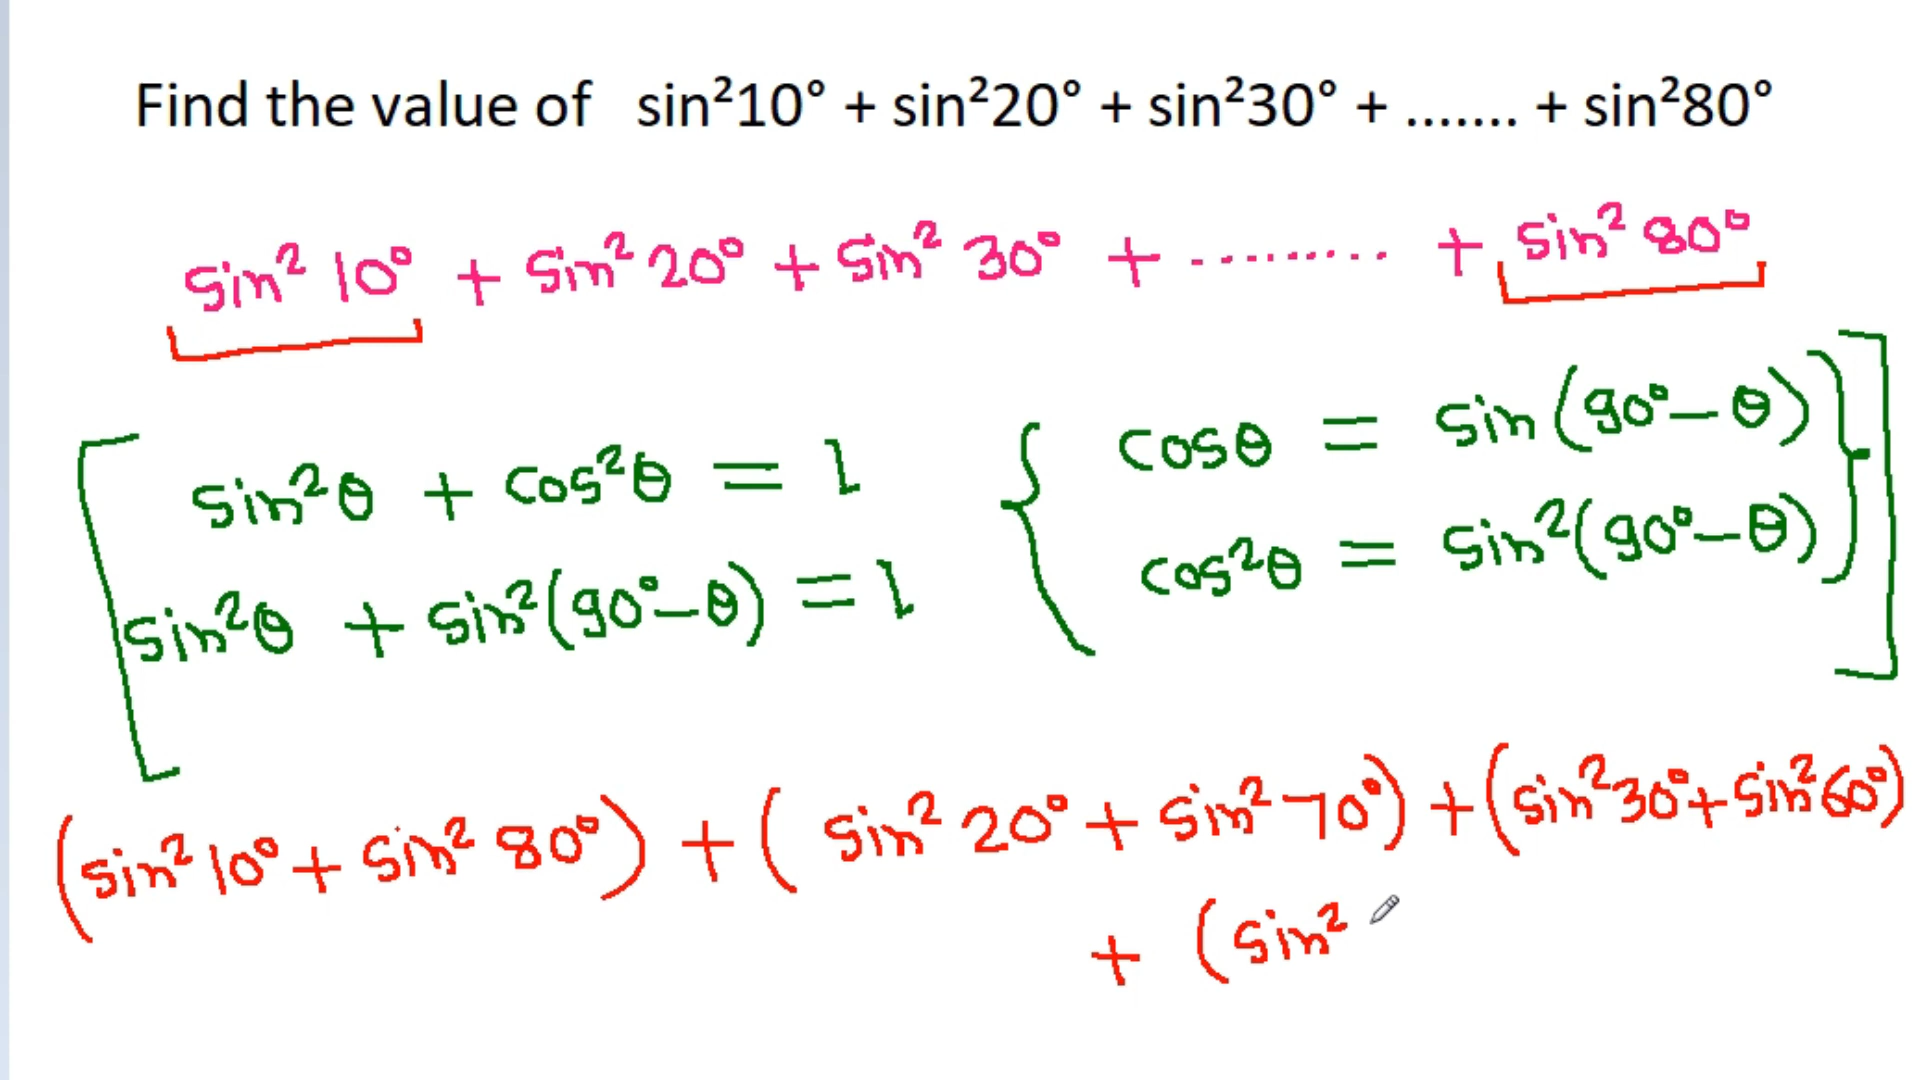 Find the value of sin²10° + sin²20° + sin²30° + ....... + sin²80°
sin² 10° + sin² 20° + sin² 30° + ......... + sin² 80°
sin²θ + cos²θ = 1 { cosθ = sin(90°-θ) }
sin²θ + sin²(90°-θ) = 1 cos²θ = sin²(90°-θ)
(sin² 10° + sin² 80°) + ( sin² 20° + sin² 70°) + (sin²30° + sin²60°)
+ (sin²